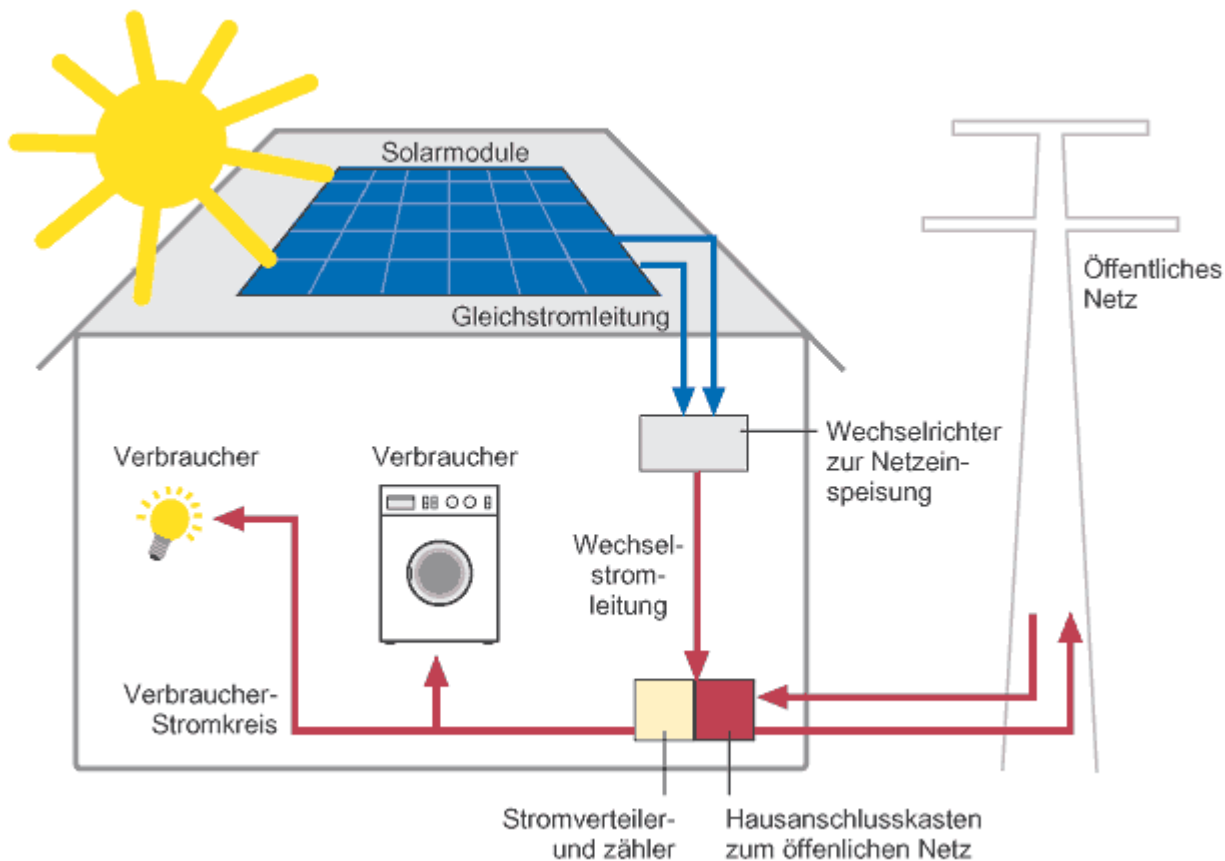 Solarmodule
Gleichstromleitung
Öffentliches
Netz
Wechselrichter
zur Netzein-
speisung
Verbraucher
Verbraucher
Wechsel-
strom-
leitung
Verbraucher-
Stromkreis
Stromverteiler-
und zähler
Hausanschlusskasten
zum öffenlichen Netz